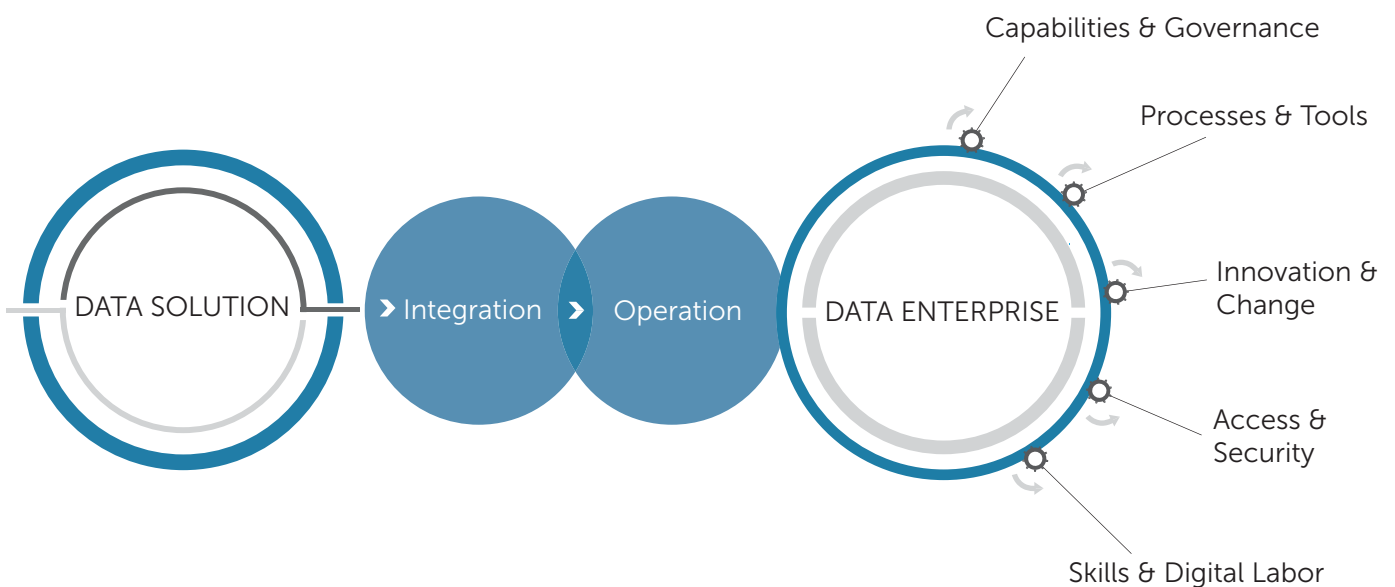 Capabilities & Governance
Processes & Tools
DATA SOLUTION
Integration
Operation
DATA ENTERPRISE
Innovation &
Change
Access &
Security
Skills & Digital Labor